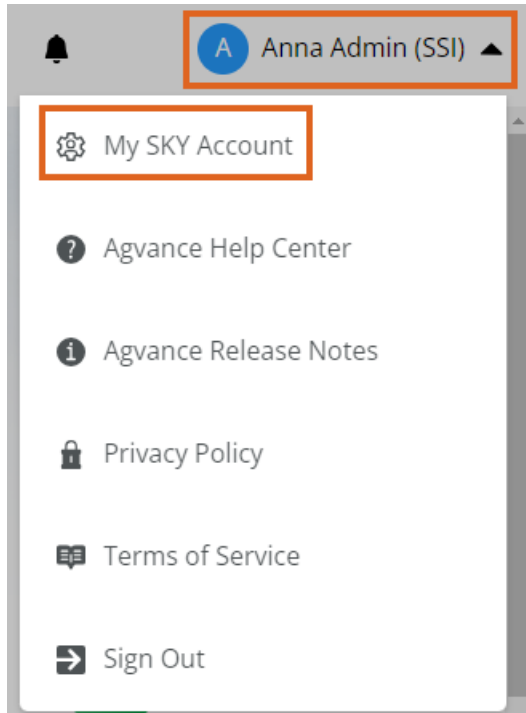 A Anna Admin (SSI)
My SKY Account
Agvance Help Center
Agvance Release Notes
Privacy Policy
Terms of Service
Sign Out